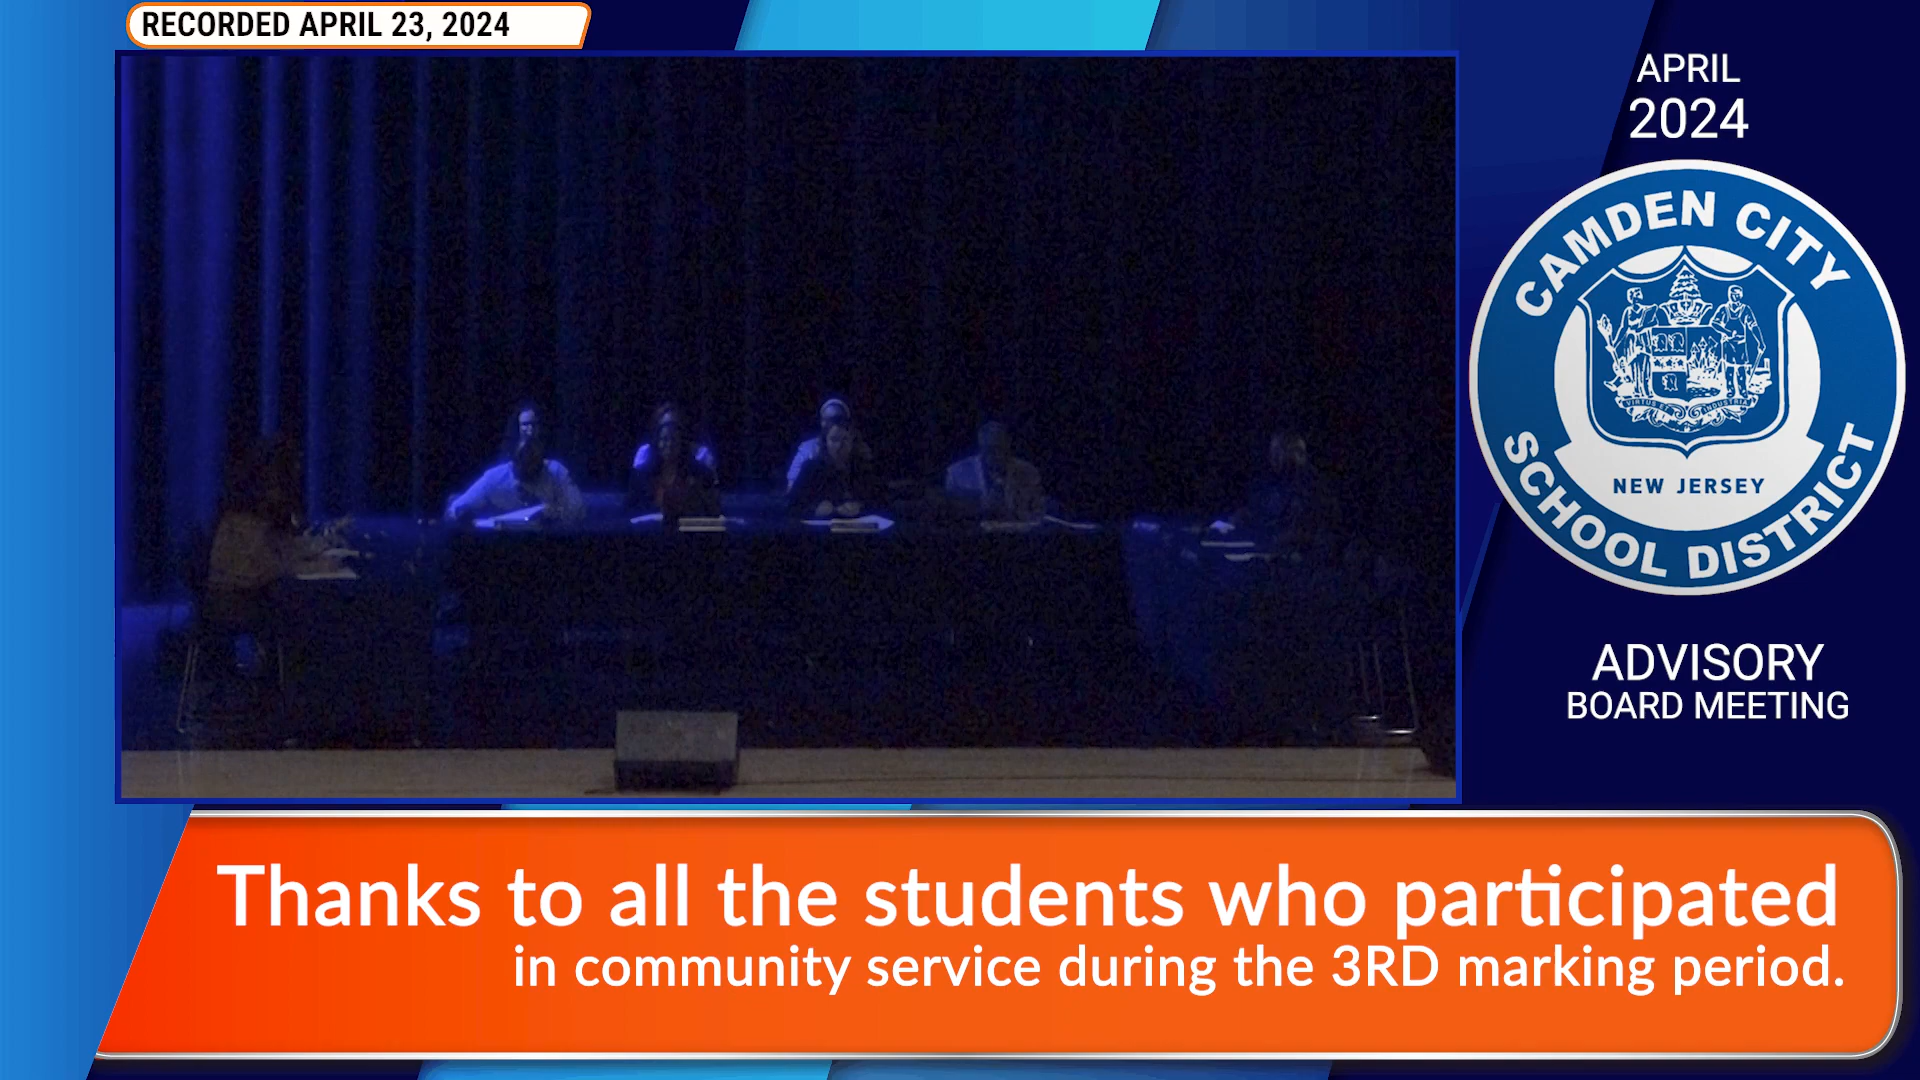 RECORDED APRIL 23, 2024
APRIL
2024
CAMDEN CITY
NEW JERSEY
SCHOOL DISTRICT
ADVISORY
BOARD MEETING
Thanks to all the students who participated
in community service during the 3RD marking period.